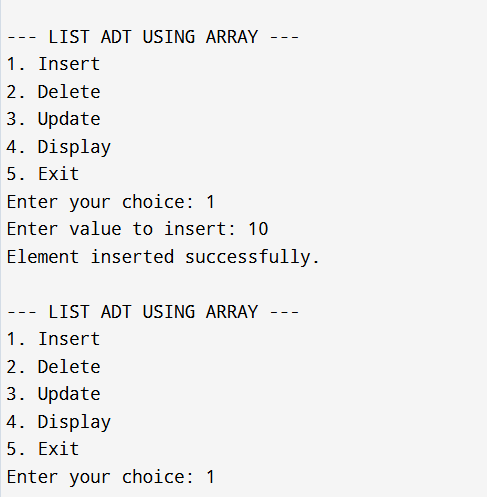 --- LIST ADT USING ARRAY ---
1. Insert
2. Delete
3. Update
4. Display
5. Exit
Enter your choice: 1
Enter value to insert: 10
Element inserted successfully.

--- LIST ADT USING ARRAY ---
1. Insert
2. Delete
3. Update
4. Display
5. Exit
Enter your choice: 1